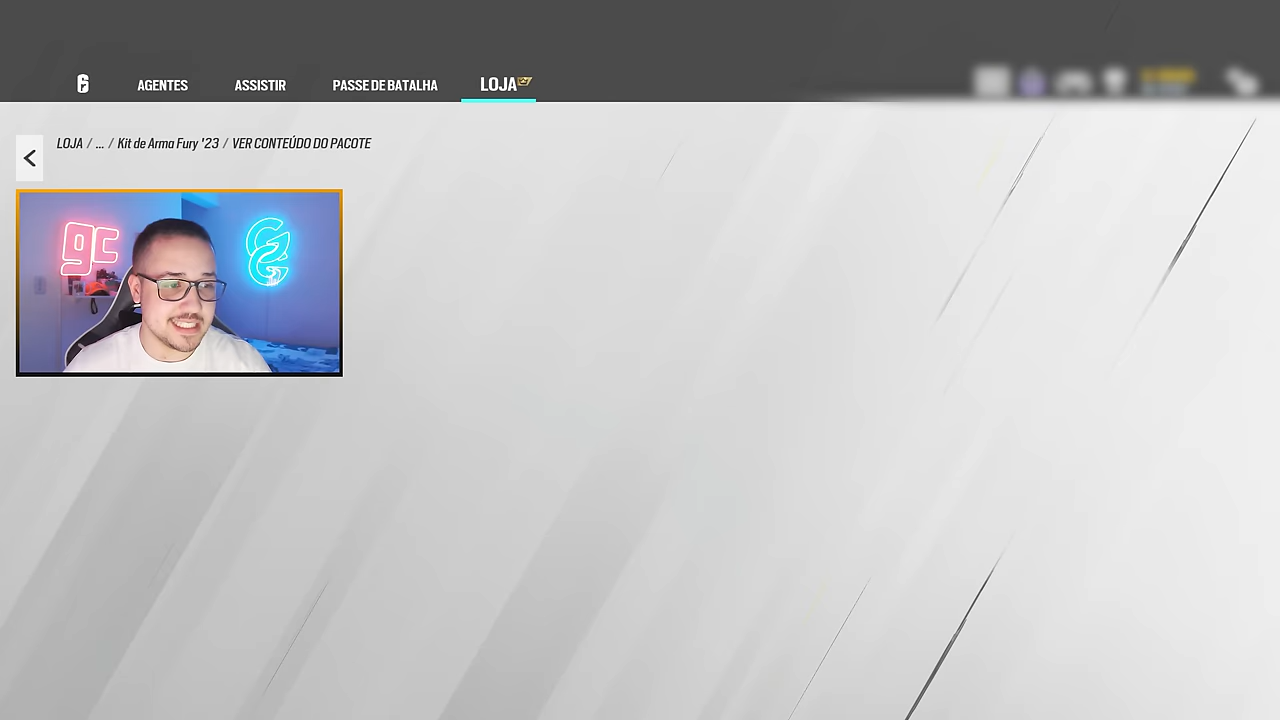 AGENTES
ASSISTIR
PASSE DE BATALHA
LOJA
LOJA / ... / Kit de Arma Fury '23 / VER CONTEÚDO DO PACOTE
gc